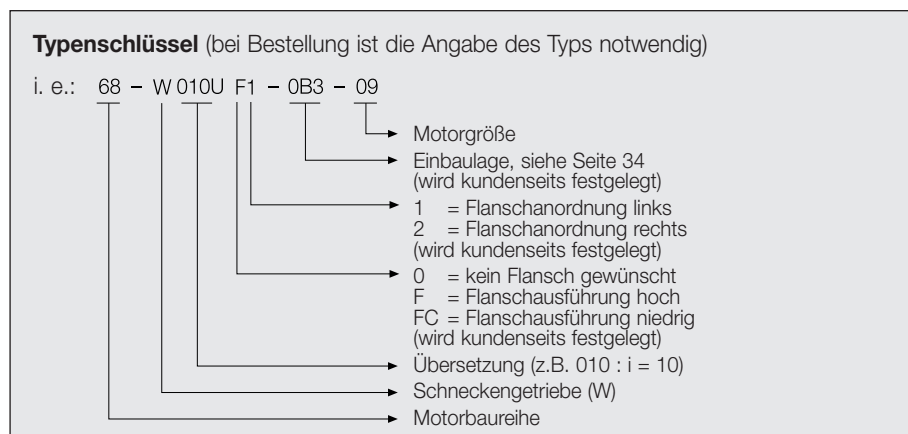 Typenschlüssel (bei Bestellung ist die Angabe des Typs notwendig)
i. e.: 68 - W 010U F1 - 0B3 - 09
Motorgröße
Einbaulage, siehe Seite 34
(wird kundenseits festgelegt)
1 = Flanschanordnung links
2 = Flanschanordnung rechts
(wird kundenseits festgelegt)
0 = kein Flansch gewünscht
F = Flanschausführung hoch
FC = Flanschausführung niedrig
(wird kundenseits festgelegt)
Übersetzung (z.B. 010 : i = 10)
Schneckengetriebe (W)
Motorbaureihe